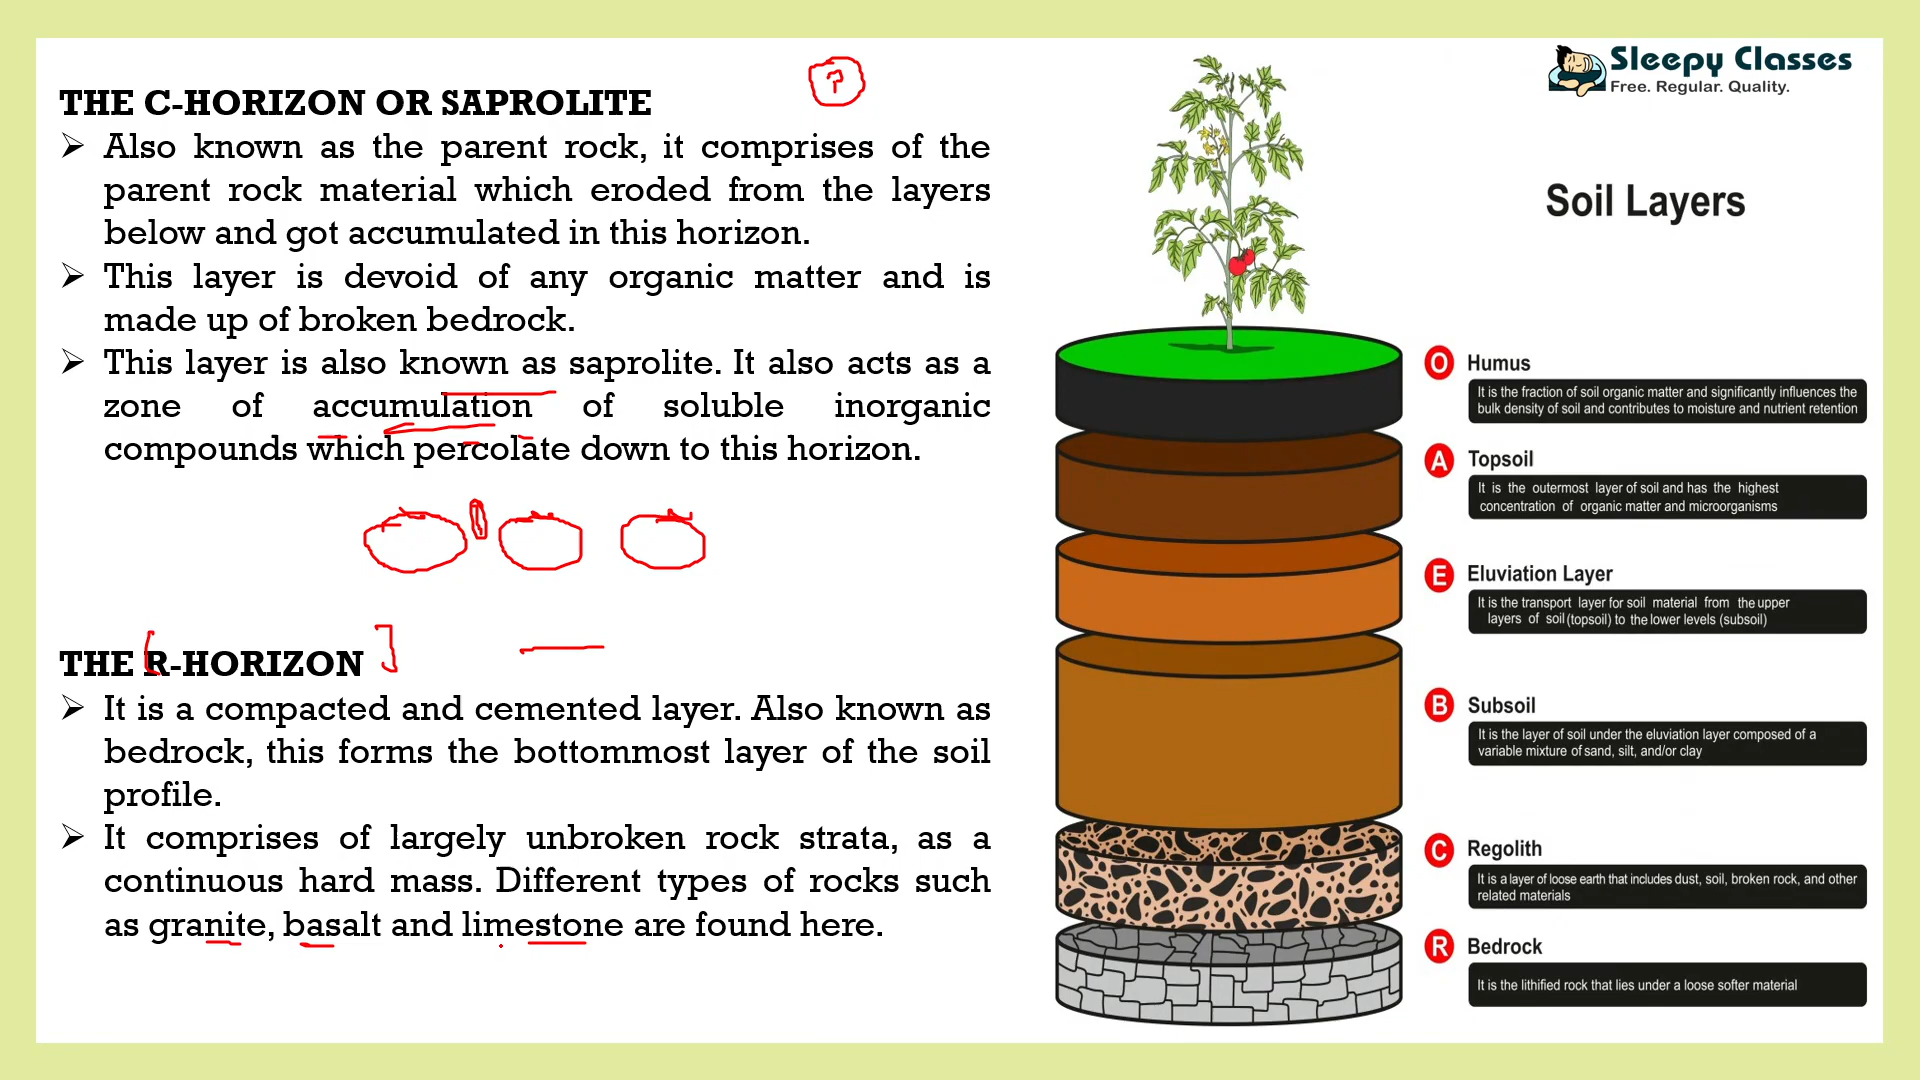 THE C-HORIZON OR SAPROLITE
➢ Also known as the parent rock, it comprises of the
parent rock material which eroded from the layers
below and got accumulated in this horizon.
➢ This layer is devoid of any organic matter and is
made up of broken bedrock.
➢ This layer is also known as saprolite. It also acts as a
zone of accumulation of soluble inorganic
compounds which percolate down to this horizon.
THE R-HORIZON
➢ It is a compacted and cemented layer. Also known as
bedrock, this forms the bottommost layer of the soil
profile.
➢ It comprises of largely unbroken rock strata, as a
continuous hard mass. Different types of rocks such
as granite, basalt and limestone are found here.
?
Sleepy Classes
Free. Regular. Quality.
Soil Layers
O Humus
It is the fraction of soil organic matter and significantly influences the
bulk density of soil and contributes to moisture and nutrient retention
A Topsoil
It is the outermost layer of soil and has the highest
concentration of organic matter and microorganisms
E Eluviation Layer
It is the transport layer for soil material from the upper
layers of soil (topsoil) to the lower levels (subsoil)
B Subsoil
It is the layer of soil under the eluviation layer composed of a
variable mixture of sand, silt, and/or clay
C Regolith
It is a layer of loose earth that includes dust, soil, broken rock, and other
related materials
R Bedrock
It is the lithified rock that lies under a loose softer material